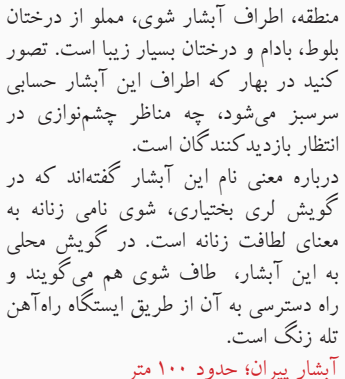 منطقه، اطراف آبشار شوی، مملو از درختان
بلوط، بادام و درختان بسیار زیبا است. تصور
کنید در بهار که اطراف این آبشار حسابی
سرسبز می‌شود، چه مناظر چشم‌نوازی در
انتظار بازدیدکنندگان است.
درباره معنی نام این آبشار گفته‌اند که در
گویش لری بختیاری، شوی نامی زنانه به
معنای لطافت زنانه است. در گویش محلی
به این آبشار، طاف شوی هم می‌گویند و
راه دسترسی به آن از طریق ایستگاه راه‌آهن
تله زنگ است.
آبشار پیران؛ حدود ۱۰۰ متر